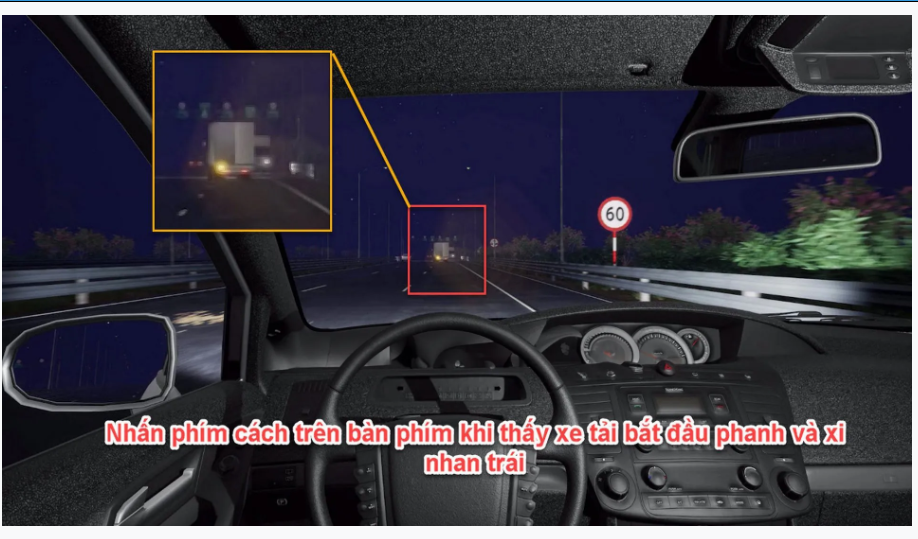 60
Nhấn phím cách trên bàn phím khi thấy xe tải bắt đầu phanh và xi
nhan trái